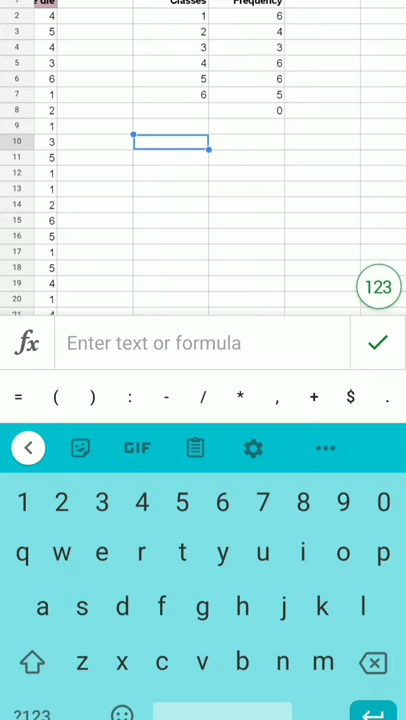 die Classes Frequency
2 4 1 6
3 5 2 4
4 4 3 3
5 3 4 6
6 6 5 6
7 1 6 5
8 2 0
9 1
10 3
11 5
12 1
13 1
14 2
15 6
16 5
17 1
18 5
19 4 123
20 1
21 4
fx Enter text or formula
= ( ) : - / * , + $ .
GIF
1 2 3 4 5 6 7 8 9 0
q w e r t y u i o p
a s d f g h j k l
z x c v b n m
?123